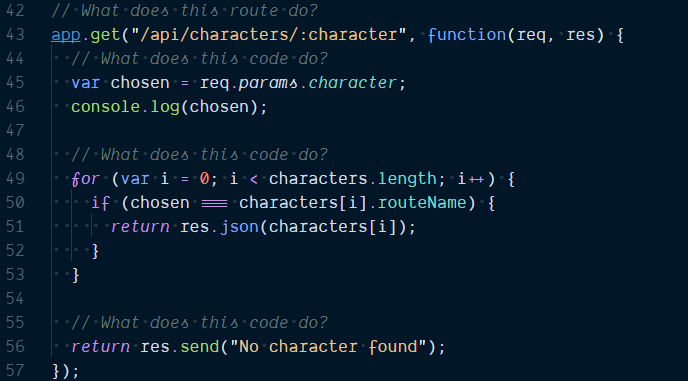 42 // What does this route do?
43 app.get("/api/characters/:character", function(req, res) {
44   // What does this code do?
45   var chosen = req.params.character;
46   console.log(chosen);
47
48   // What does this code do?
49   for (var i = 0; i < characters.length; i++) {
50     if (chosen === characters[i].routeName) {
51       return res.json(characters[i]);
52     }
53   }
54
55   // What does this code do?
56   return res.send("No character found");
57 });